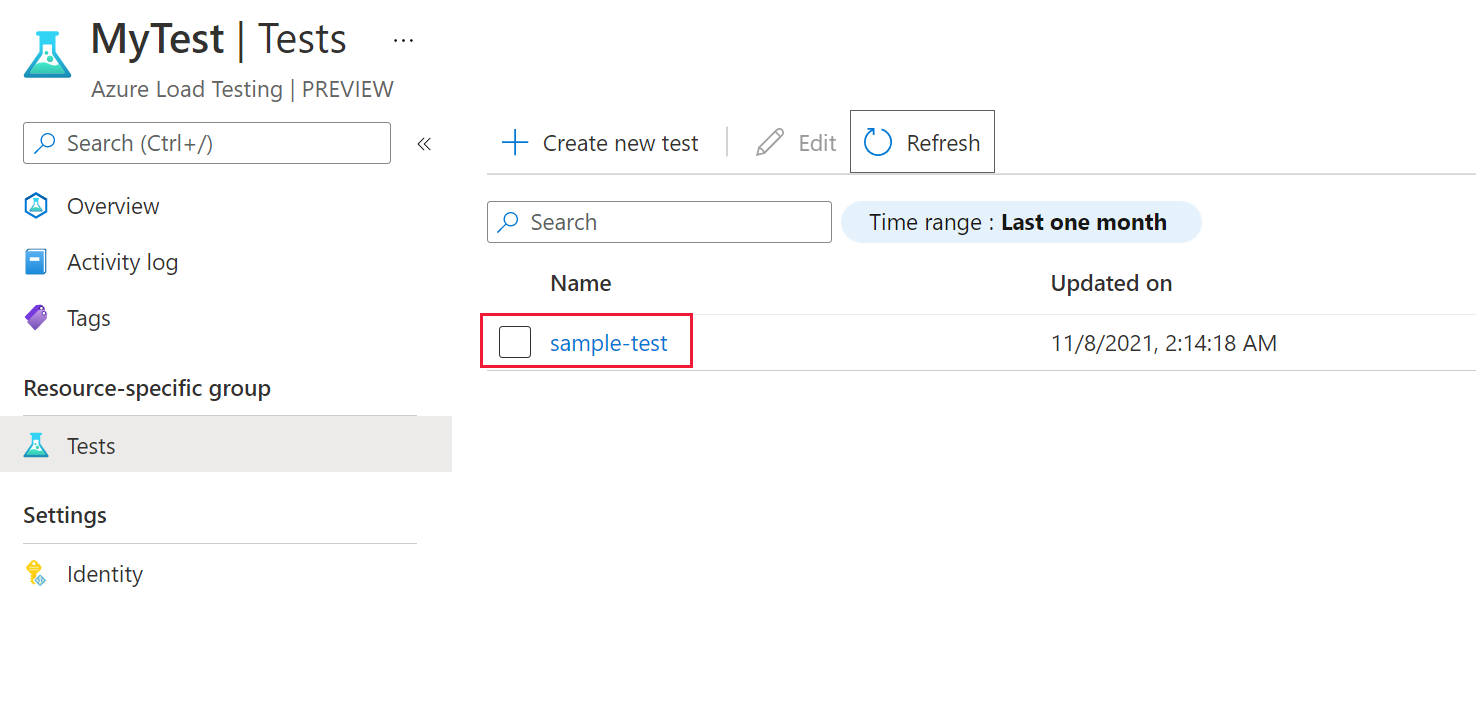 MyTest | Tests ...
Azure Load Testing | PREVIEW
Search (Ctrl+/)
«
Overview
Activity log
Tags
Resource-specific group
Tests
Settings
Identity
Create new test
Edit
Refresh
Search
Time range : Last one month
Name Updated on
sample-test 11/8/2021, 2:14:18 AM